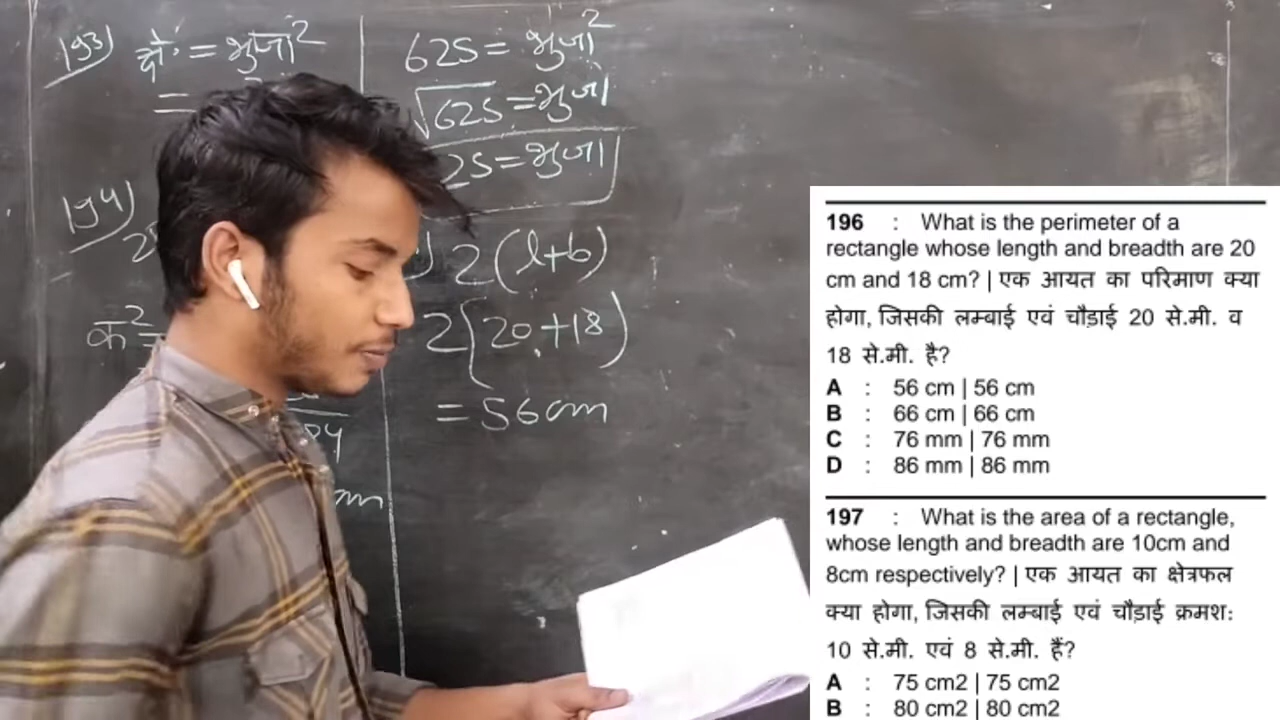 193) क्षे. = भुजा²
=
194)
2
क²=
625 = भुजा²
√625 = भुजा
25 = भुजा
2(l+b)
2(20+18)
= 56cm
196 : What is the perimeter of a
rectangle whose length and breadth are 20
cm and 18 cm? | एक आयत का परिमाण क्या
होगा, जिसकी लम्बाई एवं चौड़ाई 20 से.मी. व
18 से.मी. है?
A : 56 cm | 56 cm
B : 66 cm | 66 cm
C : 76 mm | 76 mm
D : 86 mm | 86 mm
197 : What is the area of a rectangle,
whose length and breadth are 10cm and
8cm respectively? | एक आयत का क्षेत्रफल
क्या होगा, जिसकी लम्बाई एवं चौड़ाई क्रमश:
10 से.मी. एवं 8 से.मी. हैं?
A : 75 cm2 | 75 cm2
B : 80 cm2 | 80 cm2